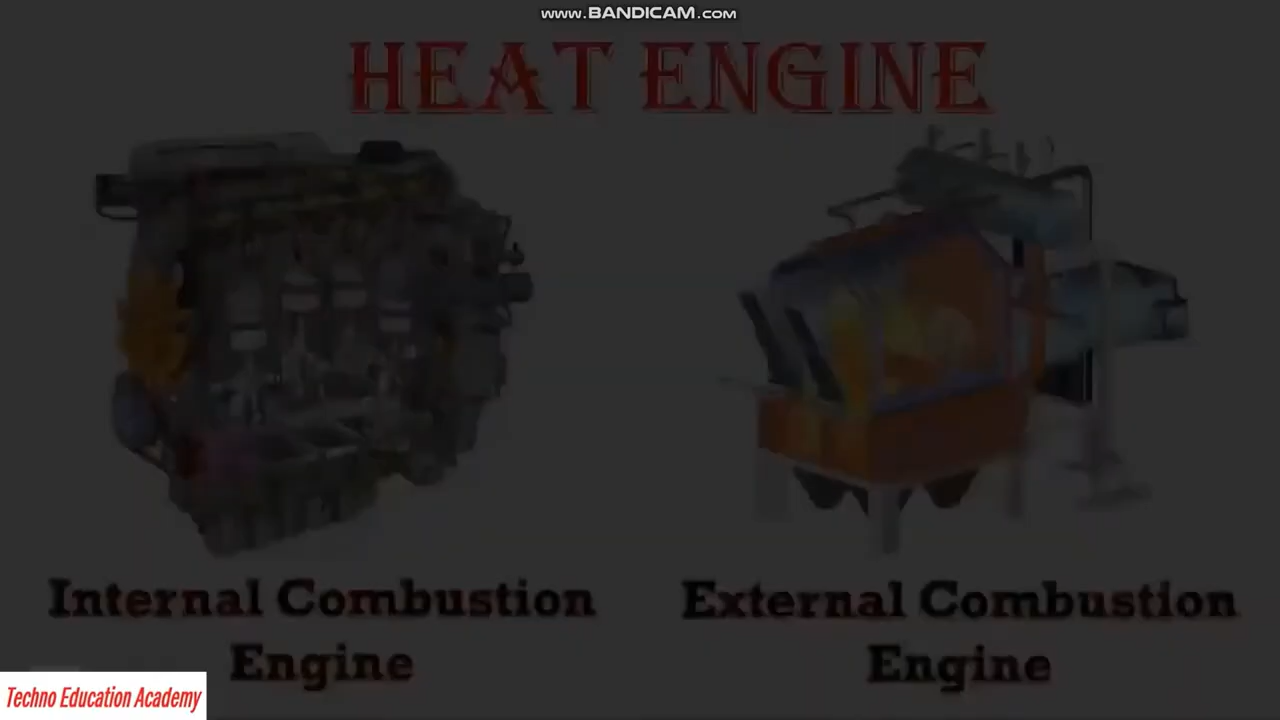 www.BANDICAM.com
HEAT ENGINE
Internal Combustion
Engine
External Combustion
Engine
Techno Education Academy